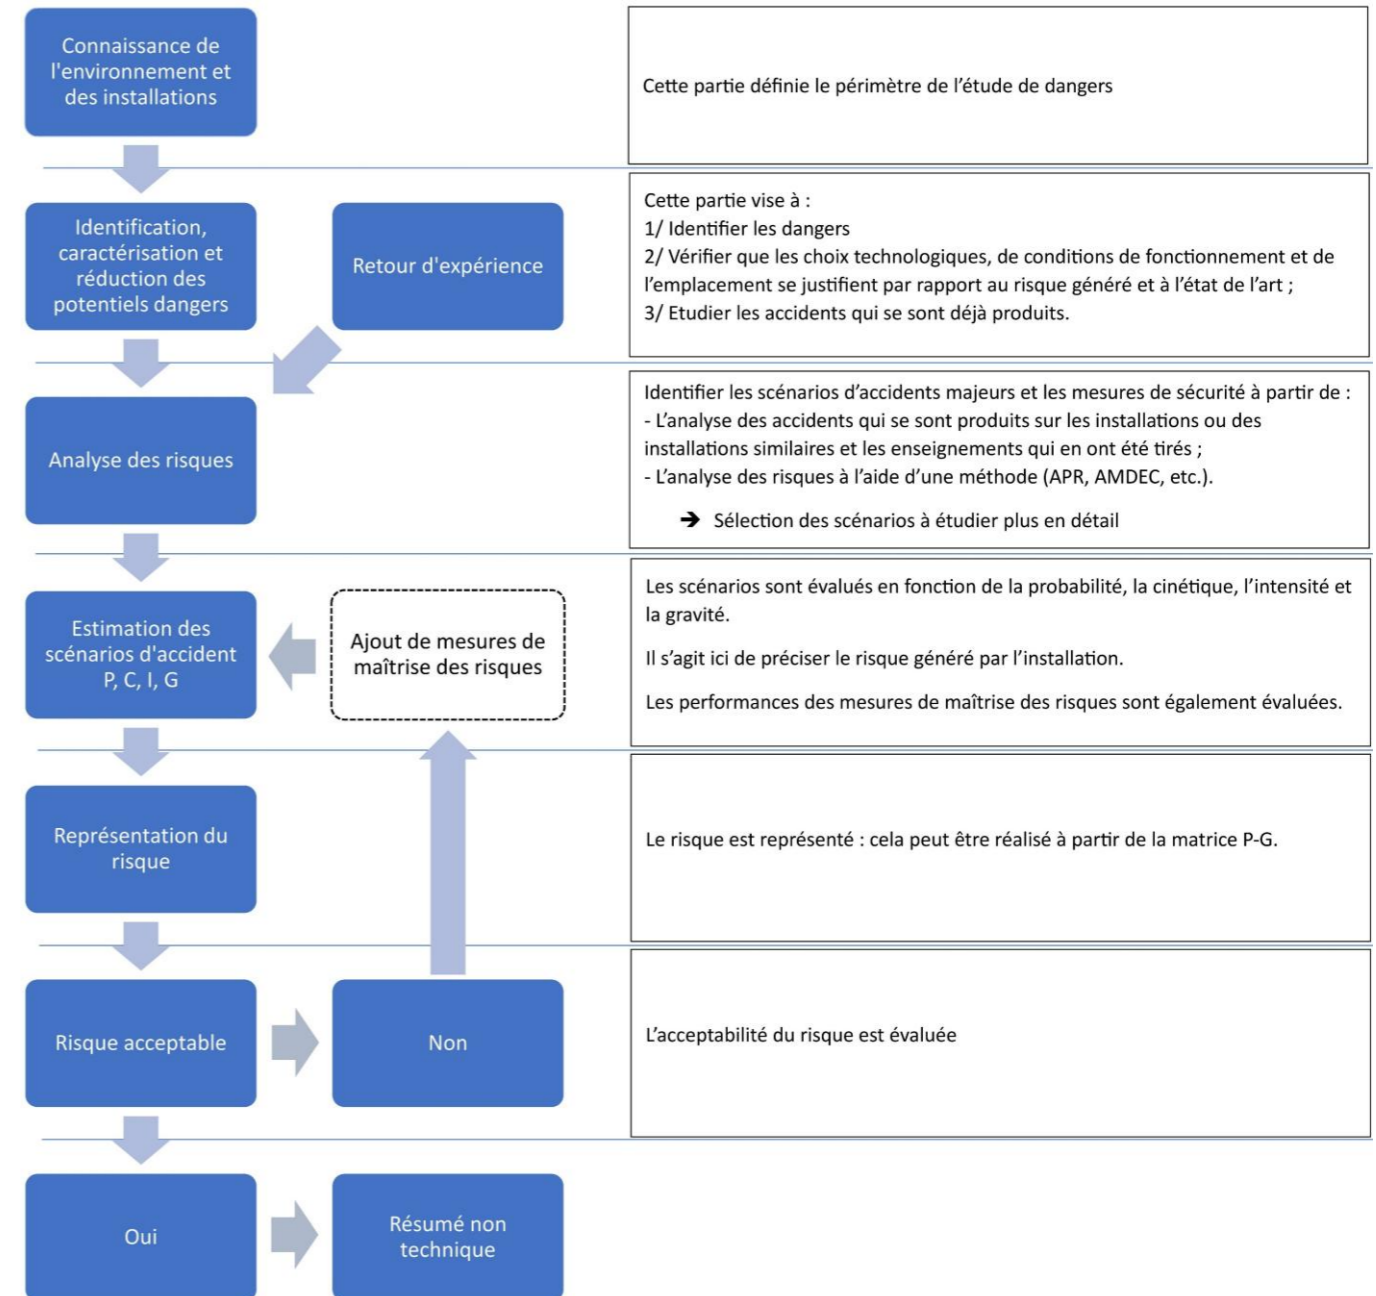 Connaissance de
l'environnement et
des installations
Cette partie définie le périmètre de l’étude de dangers
Identification,
caractérisation et
réduction des
potentiels dangers
Retour d'expérience
Cette partie vise à :
1/ Identifier les dangers
2/ Vérifier que les choix technologiques, de conditions de fonctionnement et de
l’emplacement se justifient par rapport au risque généré et à l’état de l’art ;
3/ Etudier les accidents qui se sont déjà produits.
Analyse des risques
Identifier les scénarios d’accidents majeurs et les mesures de sécurité à partir de :
- L’analyse des accidents qui se sont produits sur les installations ou des
installations similaires et les enseignements qui en ont été tirés ;
- L’analyse des risques à l’aide d’une méthode (APR, AMDEC, etc.).
➔ Sélection des scénarios à étudier plus en détail
Estimation des
scénarios d'accident
P, C, I, G
Ajout de mesures de
maîtrise des risques
Les scénarios sont évalués en fonction de la probabilité, la cinétique, l’intensité et
la gravité.
Il s’agit ici de préciser le risque généré par l’installation.
Les performances des mesures de maîtrise des risques sont également évaluées.
Représentation du
risque
Le risque est représenté : cela peut être réalisé à partir de la matrice P-G.
Risque acceptable
Non
L’acceptabilité du risque est évaluée
Oui
Résumé non
technique